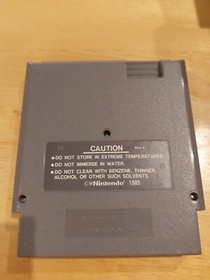 CAUTION
●DO NOT STORE IN EXTREME TEMPERATURES.
●DO NOT IMMERSE IN WATER.
●DO NOT CLEAN WITH BENZENE, THINNER,
ALCOHOL OR OTHER SUCH SOLVENTS.
©Nintendo 1985